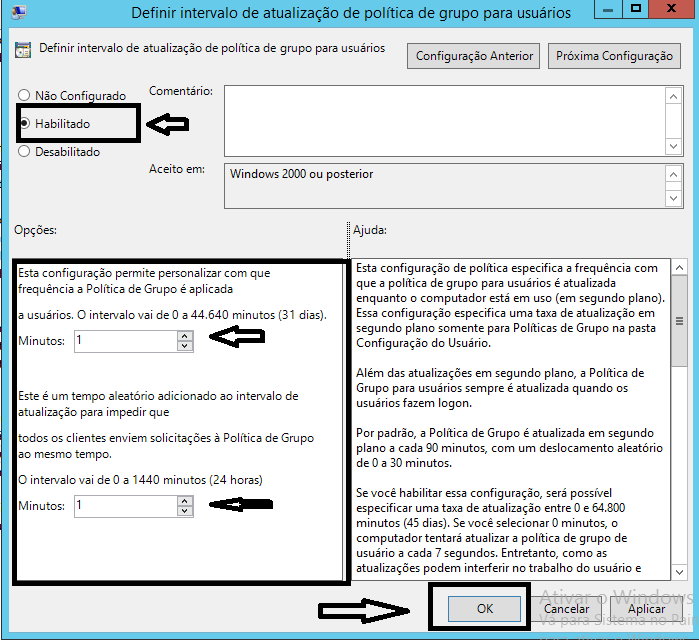 Definir intervalo de atualização de política de grupo para usuários
Definir intervalo de atualização de política de grupo para usuários
Configuração Anterior
Próxima Configuração
Não Configurado
Habilitado
Desabilitado
Comentário:
Aceito em:
Windows 2000 ou posterior
Opções:
Esta configuração permite personalizar com que
frequência a Política de Grupo é aplicada
a usuários. O intervalo vai de 0 a 44.640 minutos (31 dias).
Minutos: 1
Este é um tempo aleatório adicionado ao intervalo de
atualização para impedir que
todos os clientes enviem solicitações à Política de Grupo
ao mesmo tempo.
O intervalo vai de 0 a 1440 minutos (24 horas)
Minutos: 1
Ajuda:
Esta configuração de política especifica a frequência com
que a política de grupo para usuários é atualizada
enquanto o computador está em uso (em segundo plano).
Essa configuração especifica uma taxa de atualização em
segundo plano somente para Políticas de Grupo na pasta
Configuração do Usuário.
Além das atualizações em segundo plano, a Política de
Grupo para usuários sempre é atualizada quando os
usuários fazem logon.
Por padrão, a Política de Grupo é atualizada em segundo
plano a cada 90 minutos, com um deslocamento aleatório
de 0 a 30 minutos.
Se você habilitar essa configuração, será possível
especificar uma taxa de atualização entre 0 e 64.800
minutos (45 dias). Se você selecionar 0 minutos, o
computador tentará atualizar a política de grupo de
usuário a cada 7 segundos. Entretanto, como as
atualizações podem interferir no trabalho do usuário e
OK
Cancelar
Aplicar
Ativar o Windows
Vá para Sistema no Pai